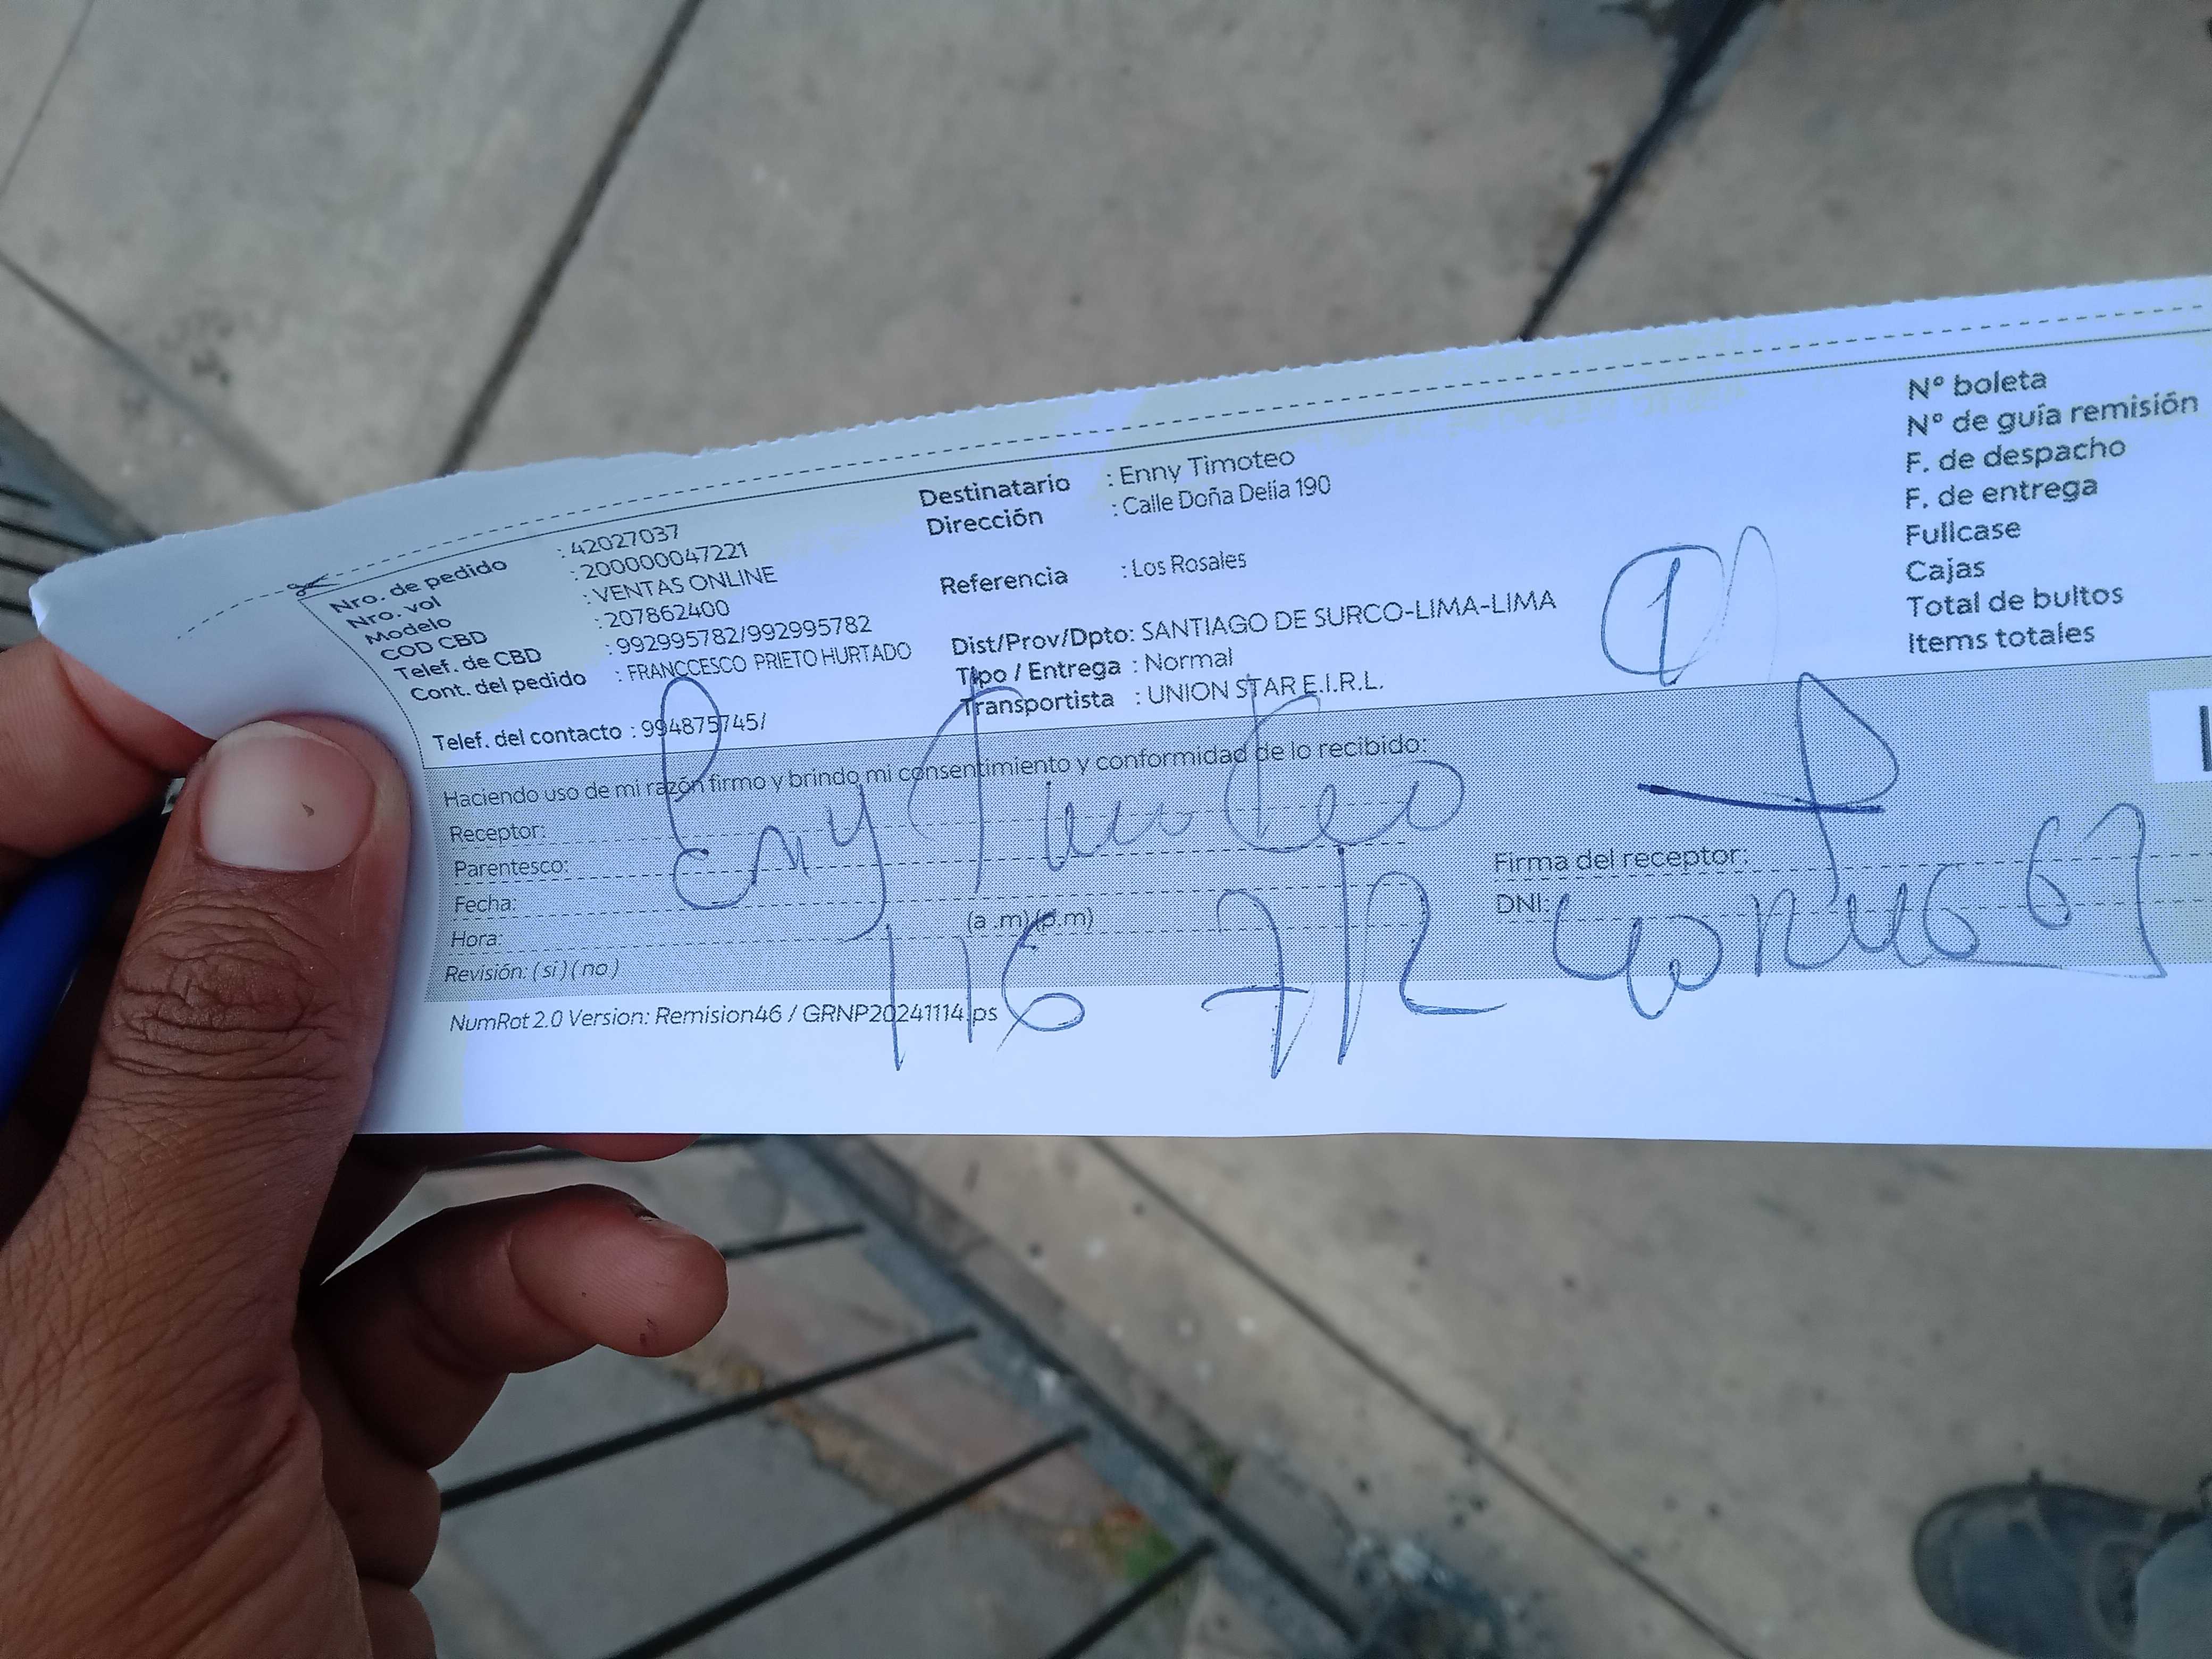 Nro. de pedido : 42027037
Nro. vol : 200000047221
Modelo : VENTAS ONLINE
COD CBD : 207862400
Telef. de CBD : 992995782/992995782
Cont. del pedido : FRANCCESCO PRIETO HURTADO
Telef. del contacto : 994875745/
Destinatario : Enny Timoteo
Dirección : Calle Doña Delia 190
Referencia : Los Rosales
Dist/Prov/Dpto: SANTIAGO DE SURCO-LIMA-LIMA
Tipo / Entrega : Normal
Transportista : UNION STAR E.I.R.L.
1
N° boleta
N° de guía remisión
F. de despacho
F. de entrega
Fullcase
Cajas
Total de bultos
Items totales
Haciendo uso de mi razón firmo y brindo mi consentimiento y conformidad de lo recibido:
Receptor:
Parentesco:
Fecha:
Hora: (a .m)(p.m)
Revisión: (si)(no)
Firma del receptor:
DNI:
NumRot 2.0 Version: Remision46 / GRNP20241114.ps